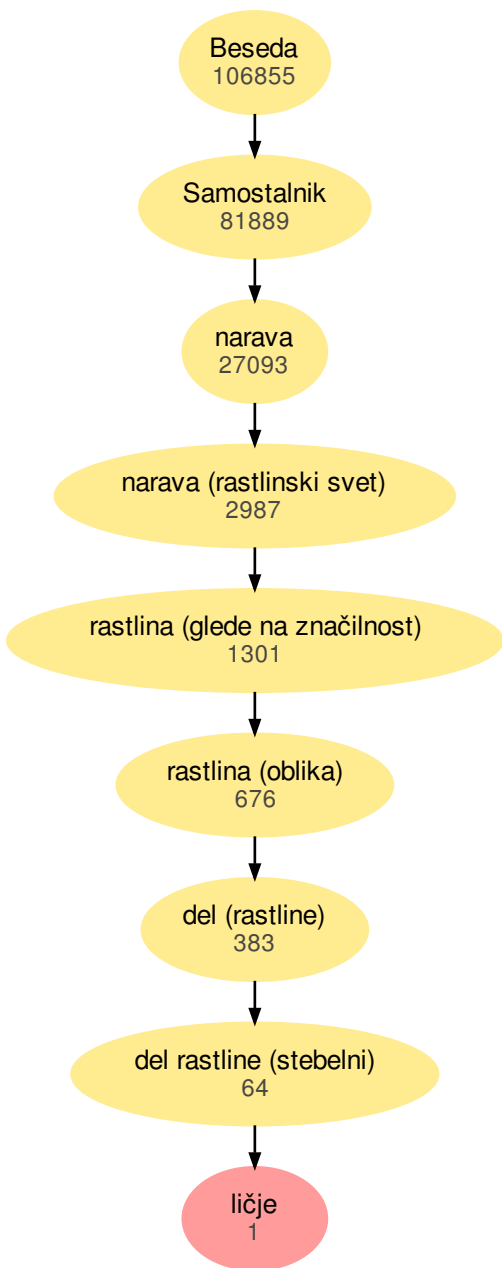 Beseda
106855
Samostalnik
81889
narava
27093
narava (rastlinski svet)
2987
rastlina (glede na značilnost)
1301
rastlina (oblika)
676
del (rastline)
383
del rastline (stebelni)
64
ličje
1